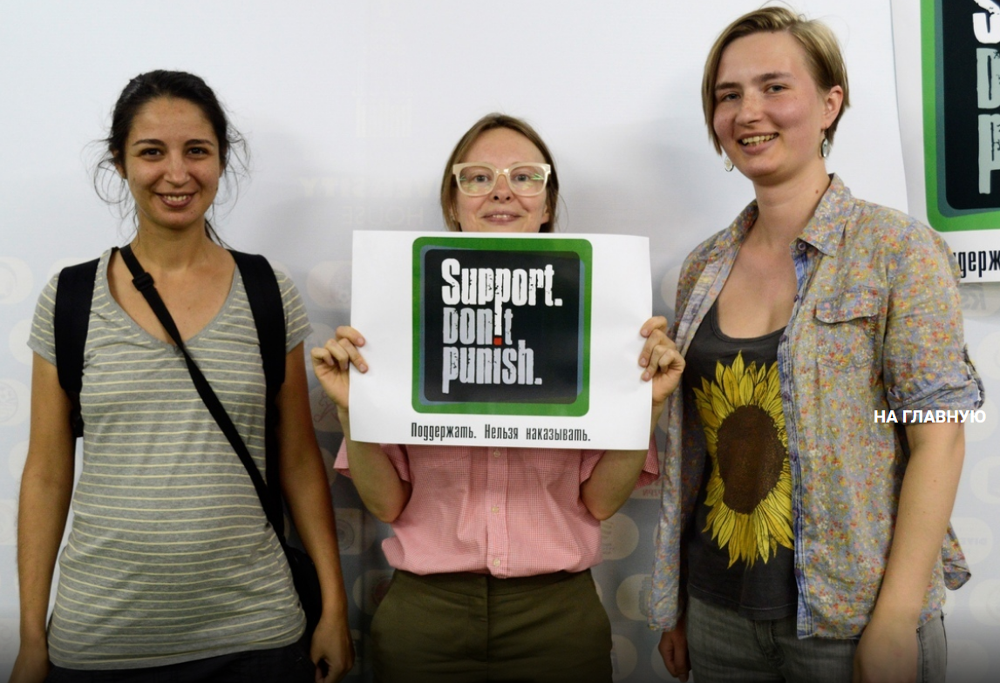 Support.
Don't
punish.
Поддержать. Нельзя наказывать.
НА ГЛАВНУЮ